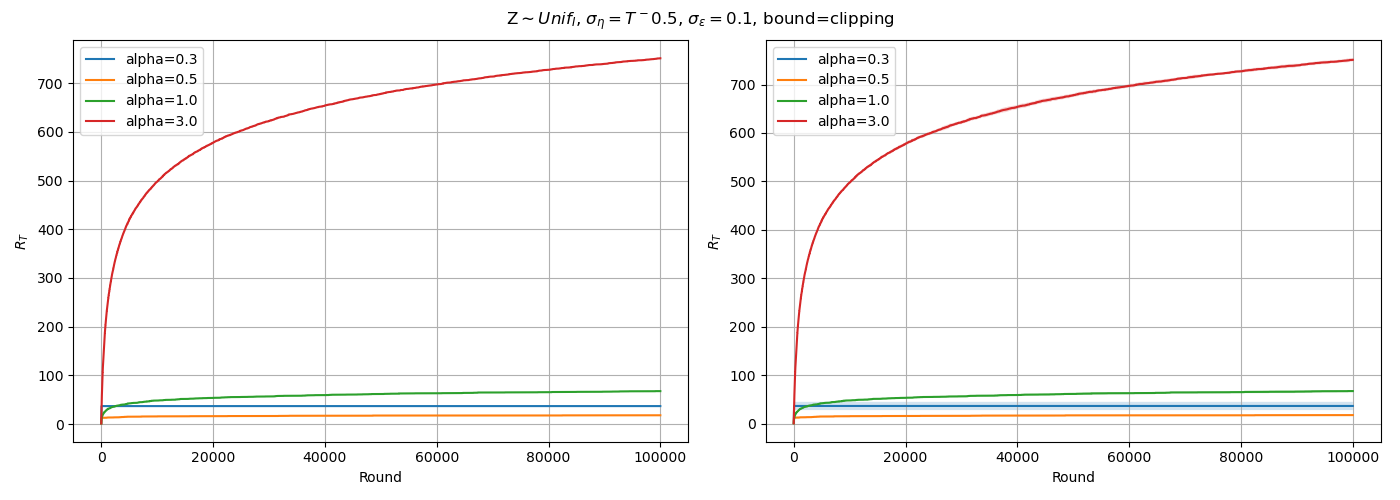 Z ∼ Unif_I, σ_η = T⁻0.5, σ_ε = 0.1, bound=clipping
alpha=0.3
alpha=0.5
alpha=1.0
alpha=3.0
700
600
500
400
300
200
100
0
R_T
0 20000 40000 60000 80000 100000
Round
alpha=0.3
alpha=0.5
alpha=1.0
alpha=3.0
700
600
500
400
300
200
100
0
R_T
0 20000 40000 60000 80000 100000
Round